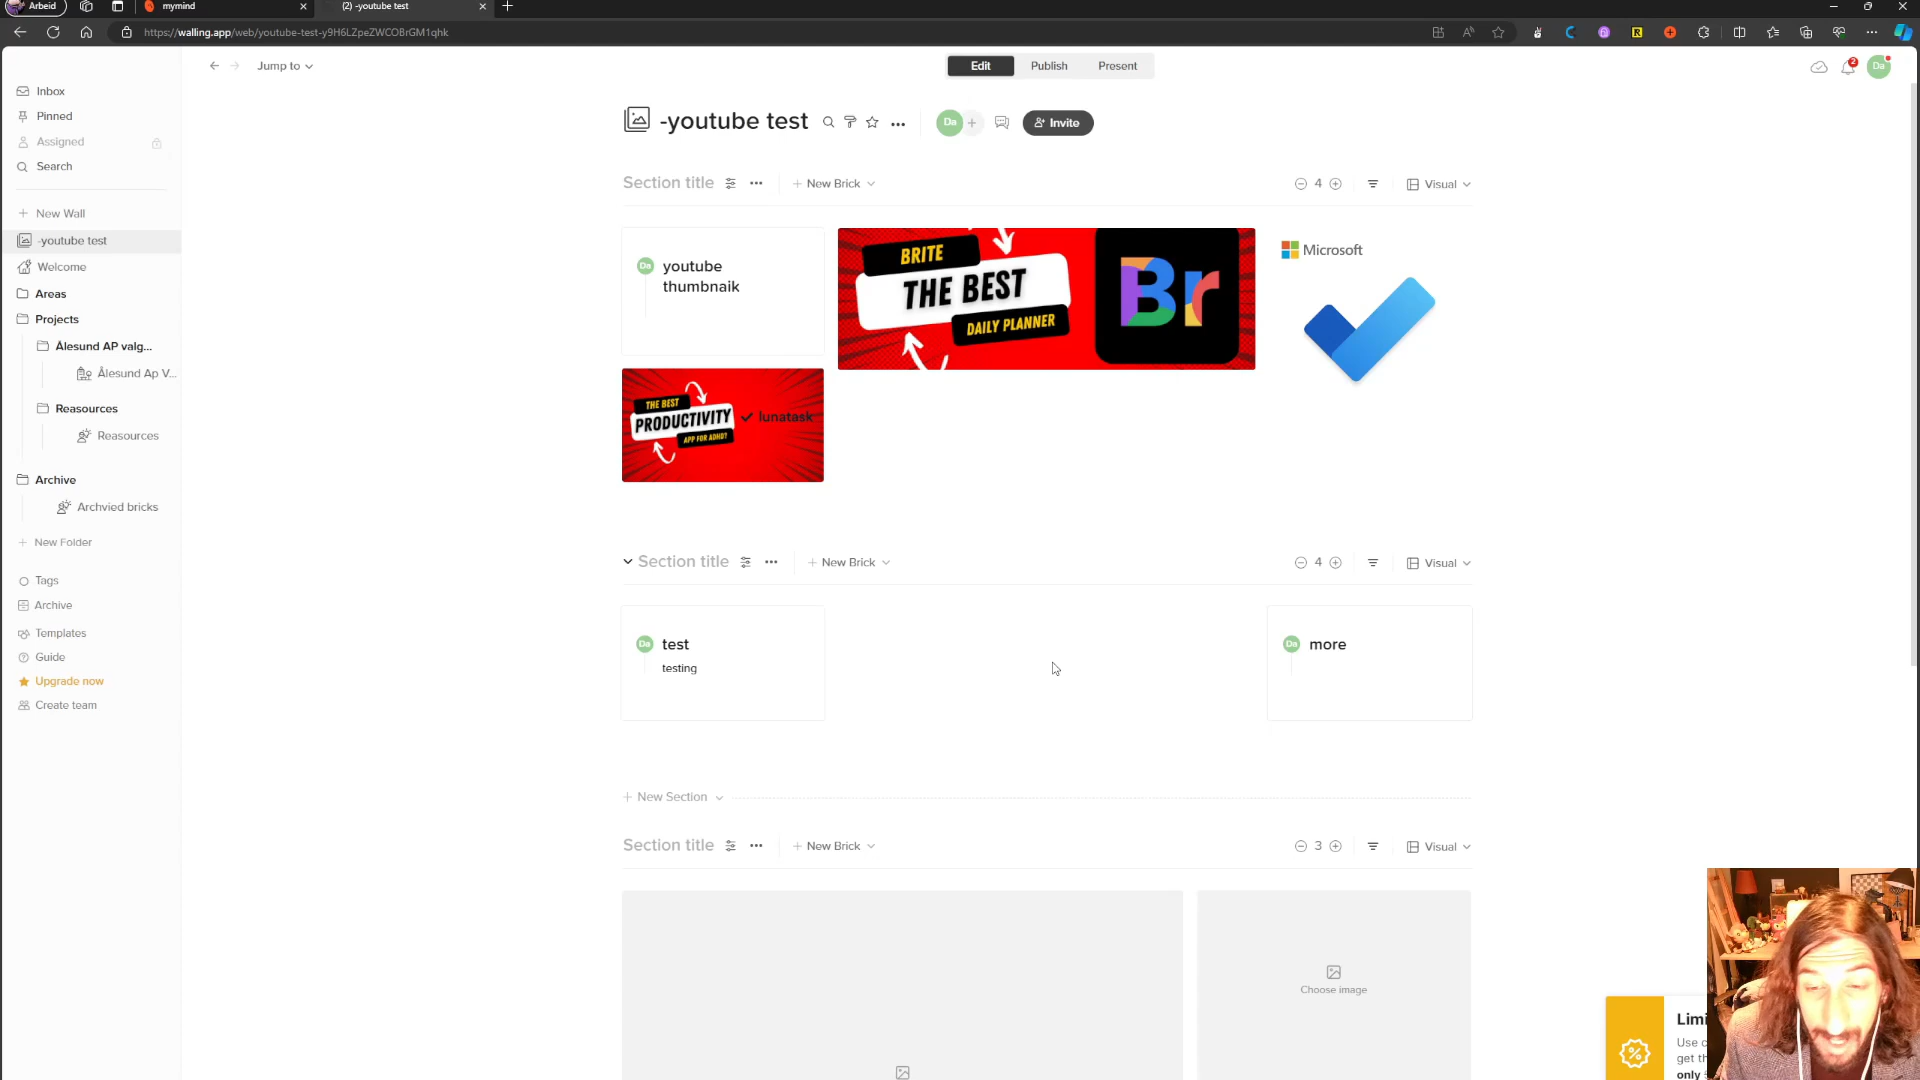 Arbeid
mymind
(2) -youtube test
https://walling.app/web/youtube-test-y9H6LZpeZWCOBrGM1qhk
Jump to
Edit
Publish
Present
2
Da
Inbox
Pinned
Assigned
Search
New Wall
-youtube test
Welcome
Areas
Projects
Ålesund AP valg...
Ålesund Ap V...
Reasources
Reasources
Archive
Archvied bricks
New Folder
Tags
Archive
Templates
Guide
Upgrade now
Create team
-youtube test
Da
Invite
Section title
New Brick
4
Visual
Da
youtube
thumbnaik
BRITE
THE BEST
DAILY PLANNER
Br
Microsoft
THE BEST
PRODUCTIVITY
APP FOR ADHD?
lunatask
Section title
New Brick
4
Visual
Da
test
testing
Da
more
New Section
Section title
New Brick
3
Visual
Choose image
Limi
Use c
get th
only